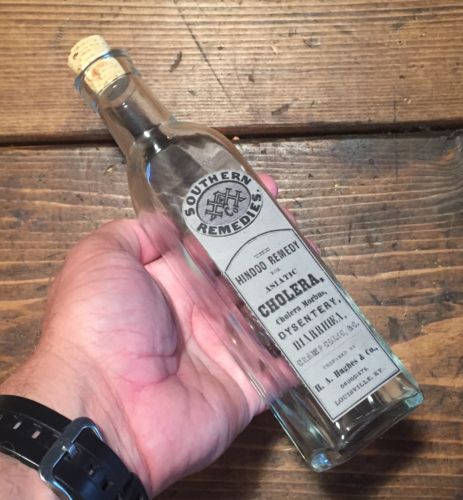 SOUTHERN
REMEDIES.
THE
HINDOO REMEDY
FOR
ASIATIC
CHOLERA,
Cholera Morbus,
DYSENTERY,
DIARRHŒA,
CRAMP COLIC, &C.
PREPARED BY
H. A. Hughes & Co.,
DRUGGISTS,
LOUISVILLE, KY.